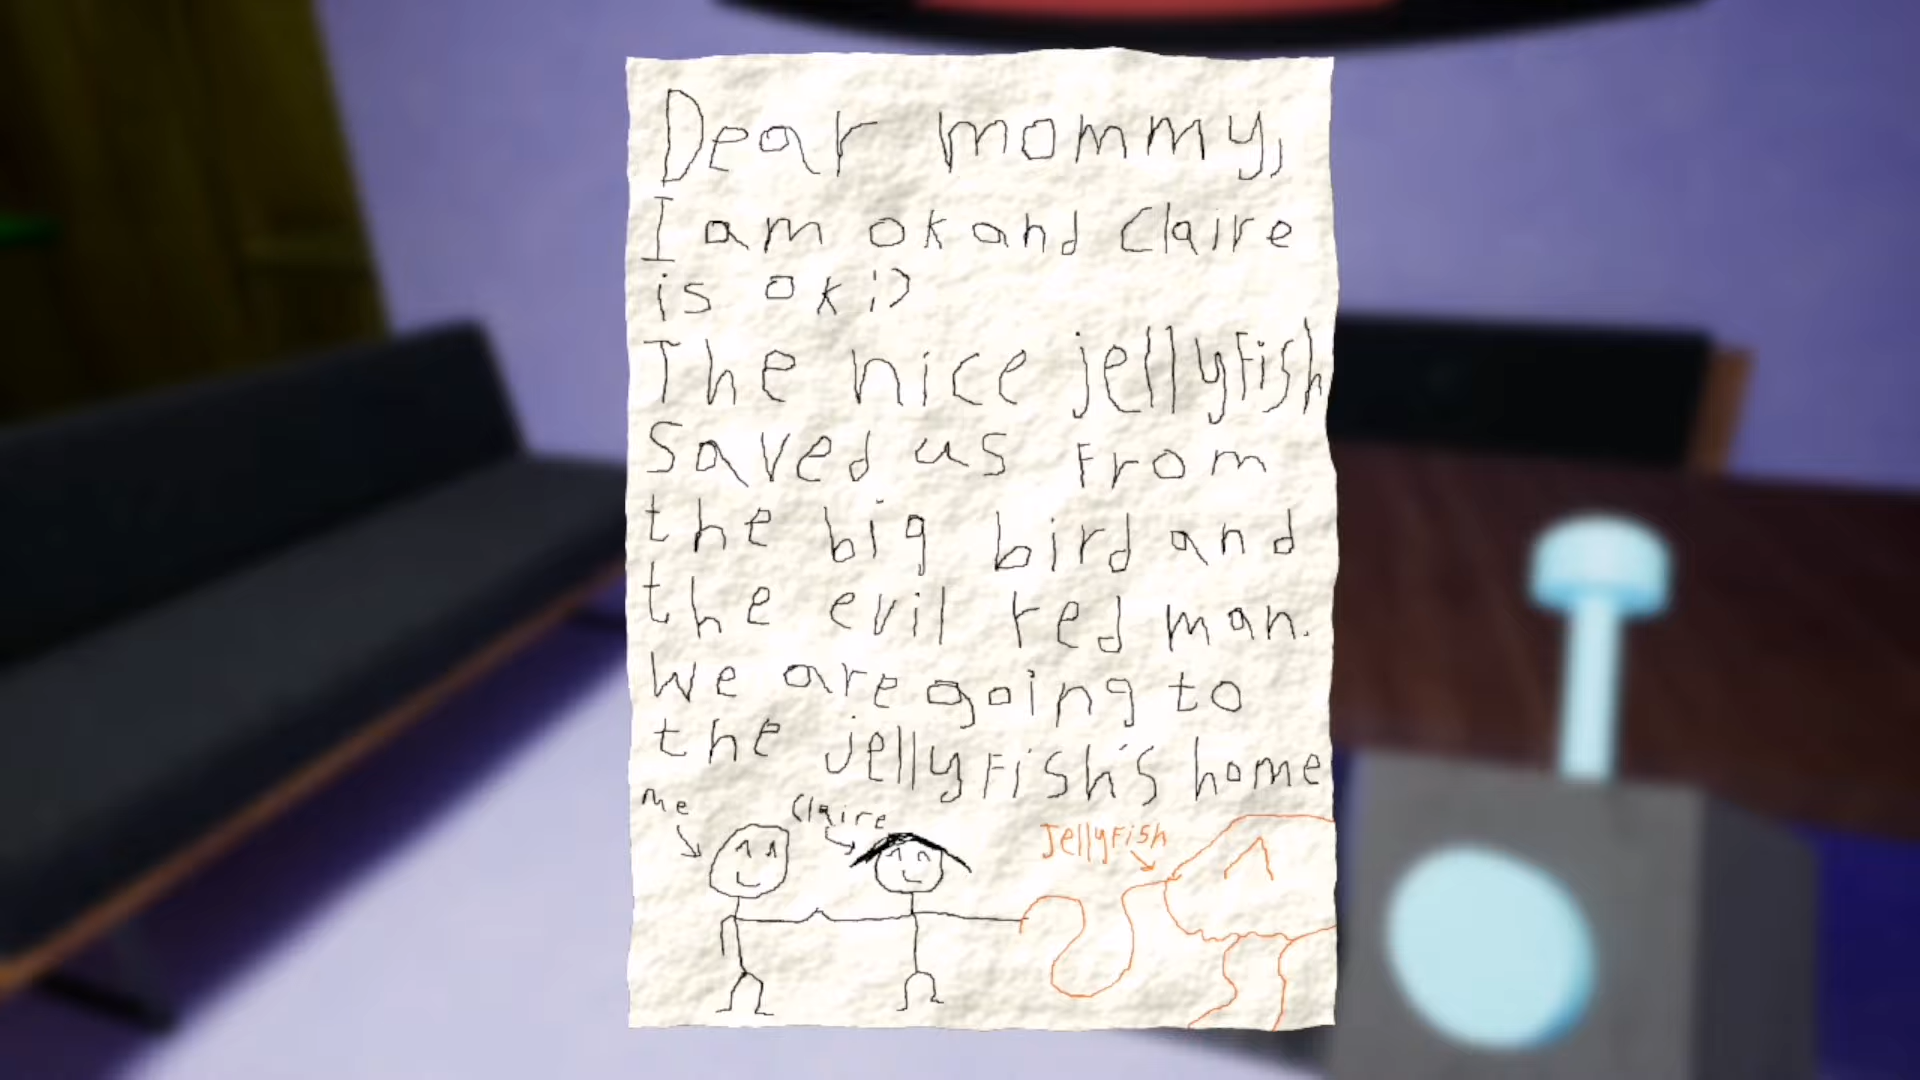 Dear mommy,
I am ok and Claire
is ok :)
The nice jellyfish
saved us from
the big bird and
the evil red man.
We are going to
the jellyfish's home
Me
Claire
Jellyfish